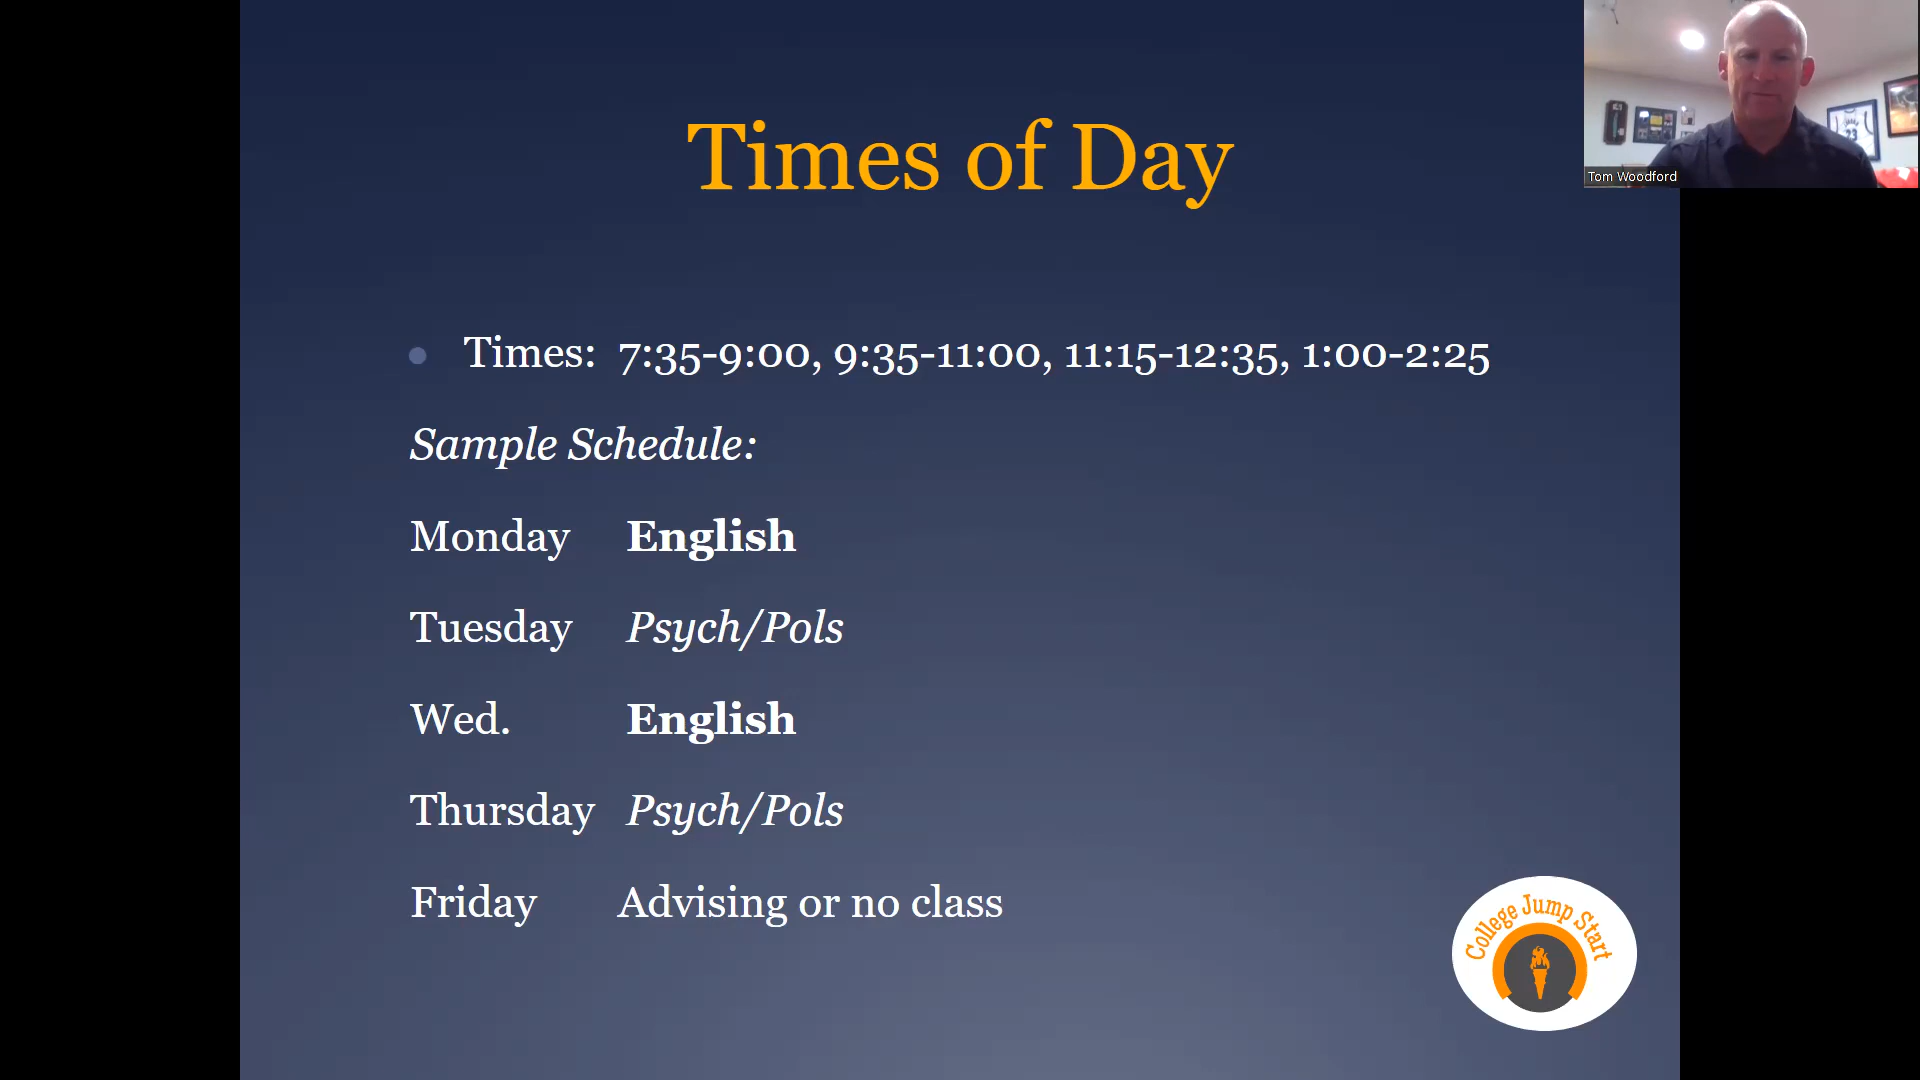 Times of Day
Tom Woodford
Times: 7:35-9:00, 9:35-11:00, 11:15-12:35, 1:00-2:25
Sample Schedule:
Monday English
Tuesday Psych/Pols
Wed. English
Thursday Psych/Pols
Friday Advising or no class
College Jump Start
23